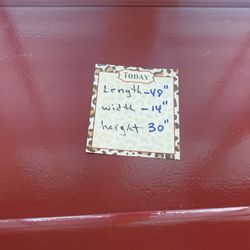 TODAY
Length - 48"
width - 14"
height 30"